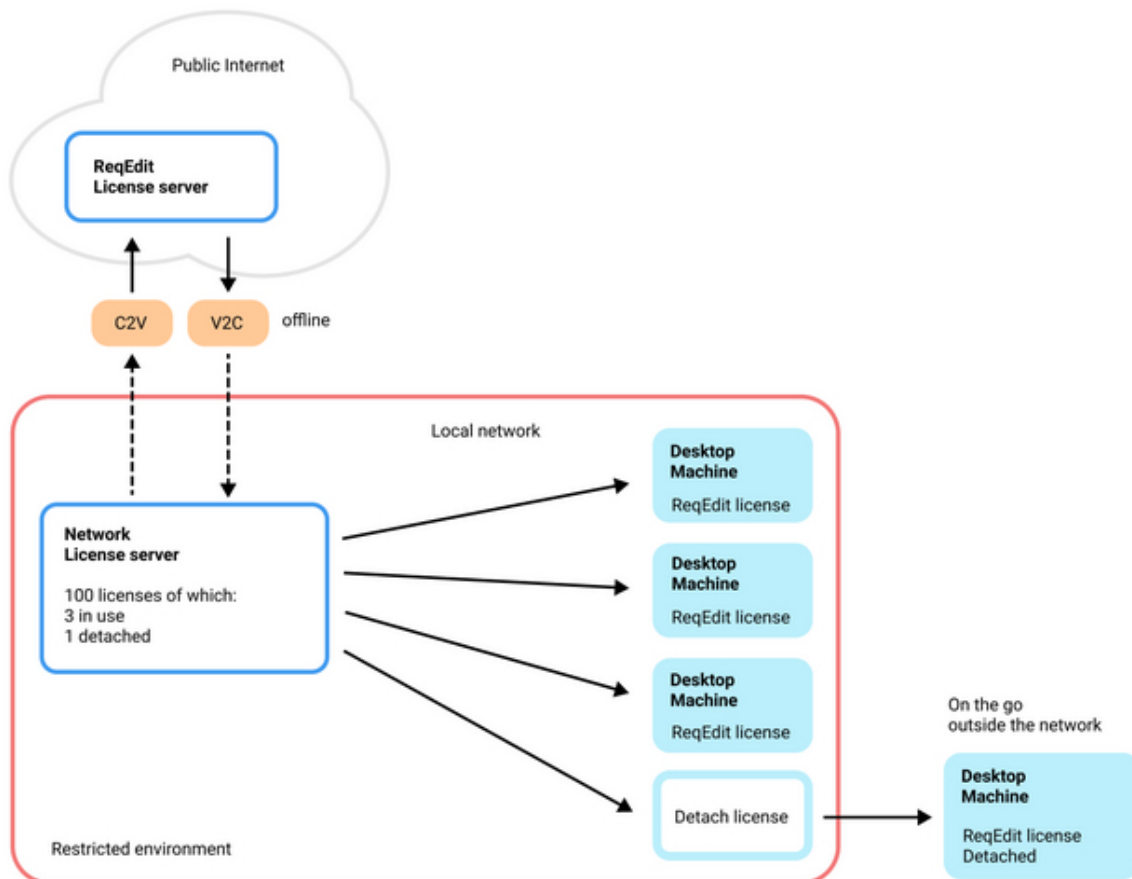 Public Internet
ReqEdit
License server
C2V
V2C
offline
Local network
Network
License server
100 licenses of which:
3 in use
1 detached
Desktop
Machine
ReqEdit license
Desktop
Machine
ReqEdit license
Desktop
Machine
ReqEdit license
Detach license
Restricted environment
On the go
outside the network
Desktop
Machine
ReqEdit license
Detached